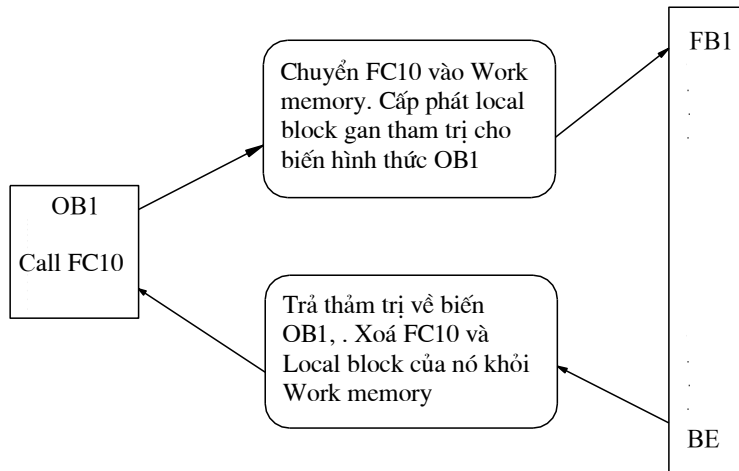 FB1
Chuyển FC10 vào Work
memory. Cấp phát local
block gan tham trị cho
biến hình thức OB1
OB1
Call FC10
Trả thảm trị về biến
OB1, . Xoá FC10 và
Local block của nó khỏi
Work memory
BE